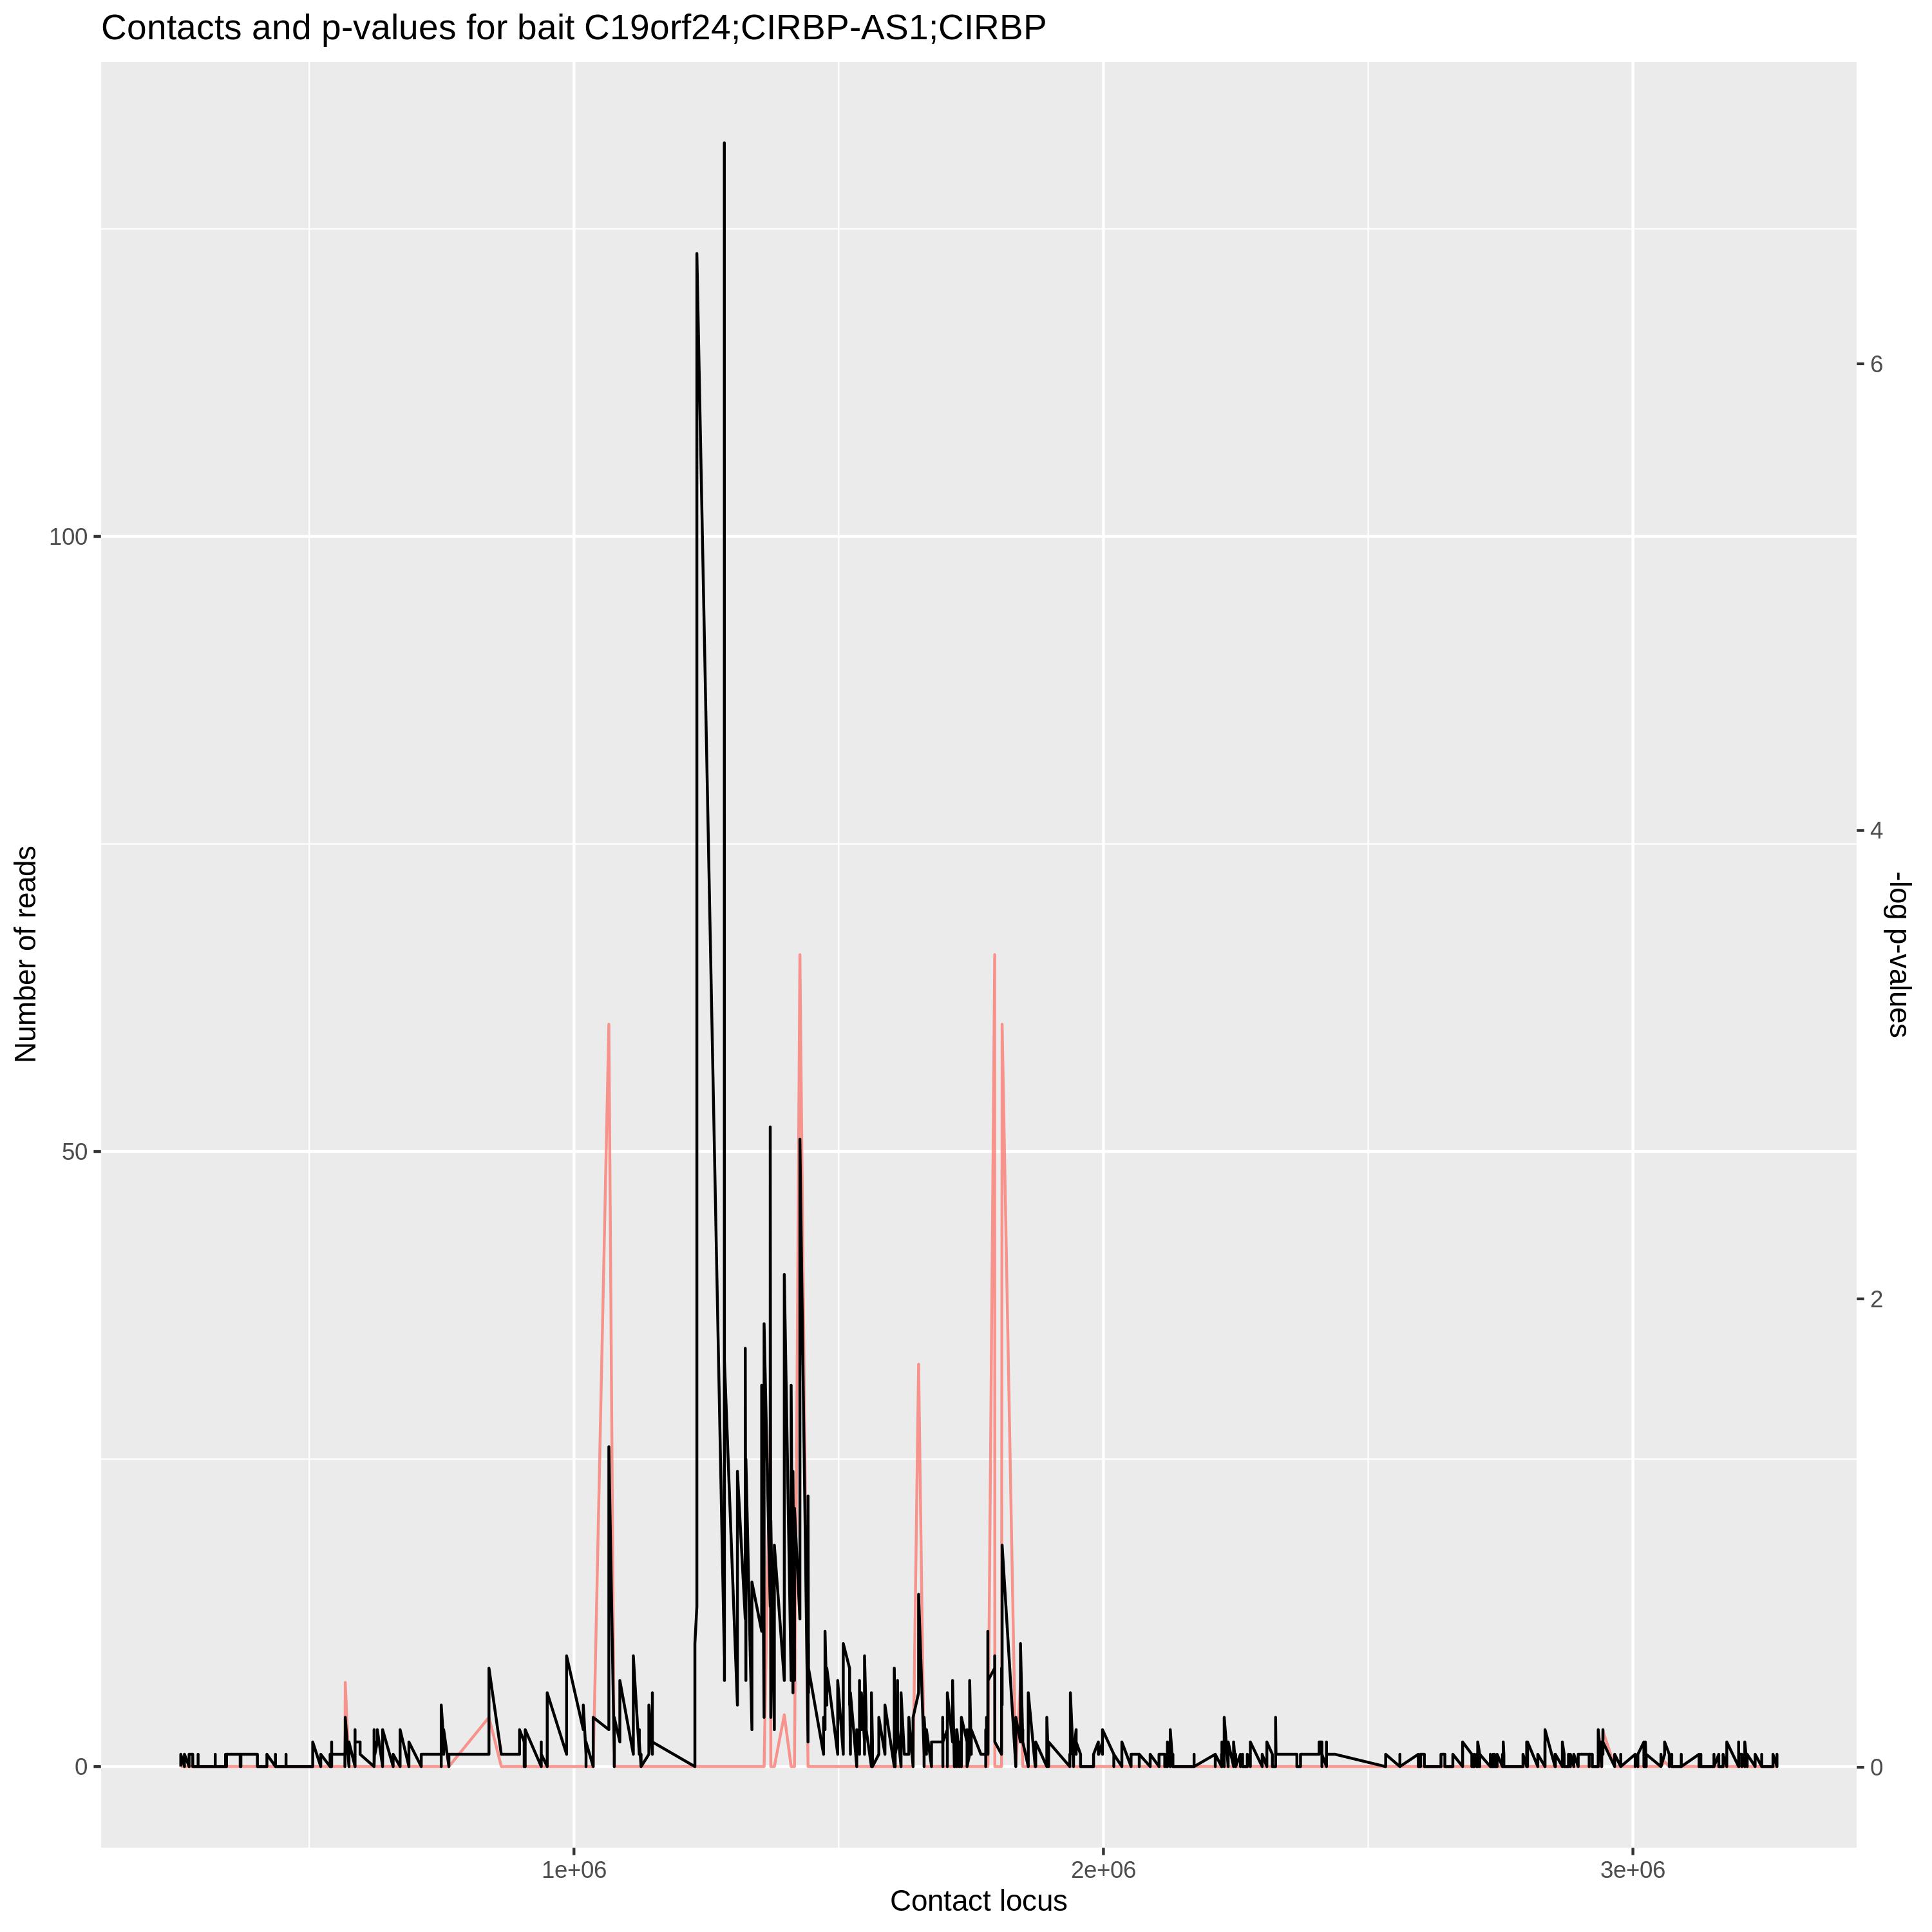 Contacts and p-values for bait C19orf24;CIRBP-AS1;CIRBP
Number of reads
100
50
0
6
4
2
0
-log p-values
1e+06
2e+06
3e+06
Contact locus